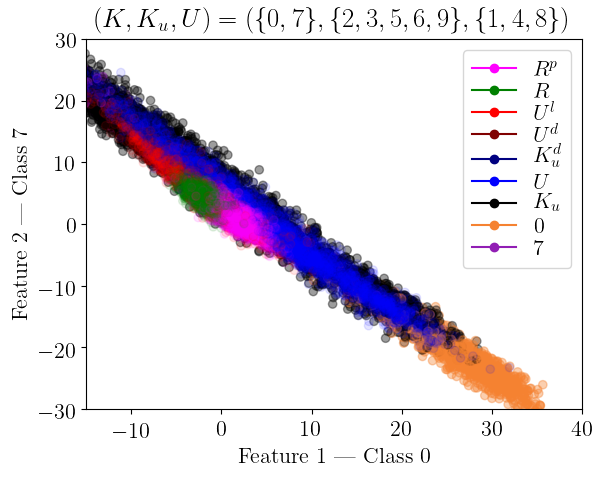 (K, K_u, U) = ({0, 7}, {2, 3, 5, 6, 9}, {1, 4, 8})
30
20
10
0
−10
−20
−30
Feature 2 — Class 7
R^p
R
U^l
U^d
K_u^d
U
K_u
0
7
−10
0
10
20
30
40
Feature 1 — Class 0